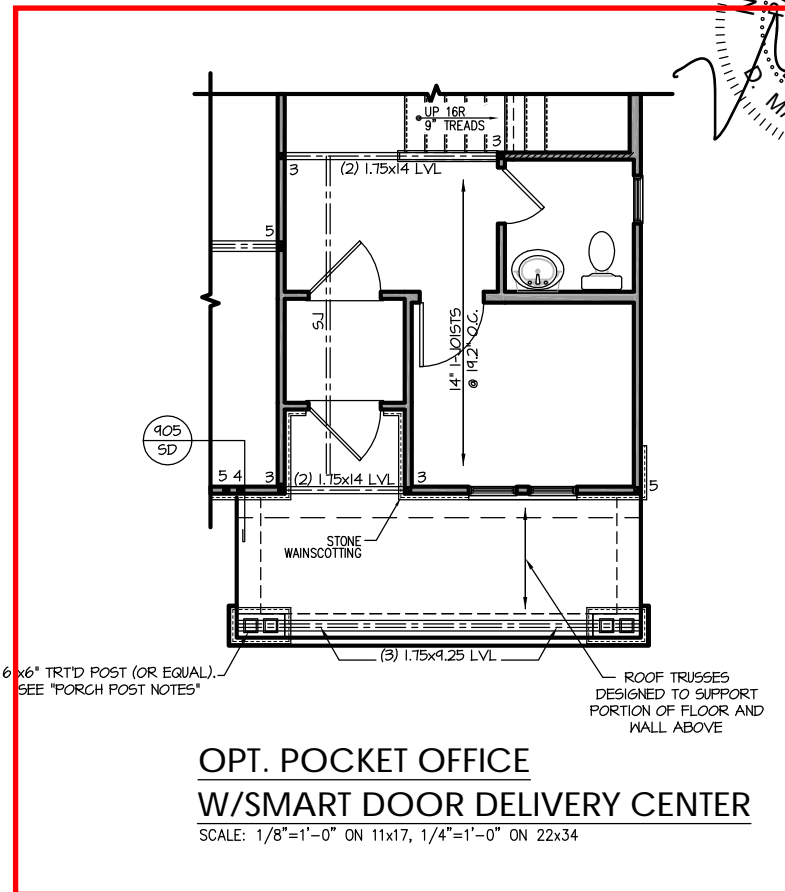 UP 16R
9" TREADS
3
3
(2) 1.75x14 LVL
5
SJ
14" I-JOISTS
@ 19.2" O.C.
905
SD
5 4
3
(2) 1.75x14 LVL
3
5
STONE
WAINSCOTTING
(3) 1.75x9.25 LVL
6"x6" TRT'D POST (OR EQUAL).
SEE "PORCH POST NOTES"
ROOF TRUSSES
DESIGNED TO SUPPORT
PORTION OF FLOOR AND
WALL ABOVE
OPT. POCKET OFFICE
W/SMART DOOR DELIVERY CENTER
SCALE: 1/8"=1'-0" ON 11x17, 1/4"=1'-0" ON 22x34